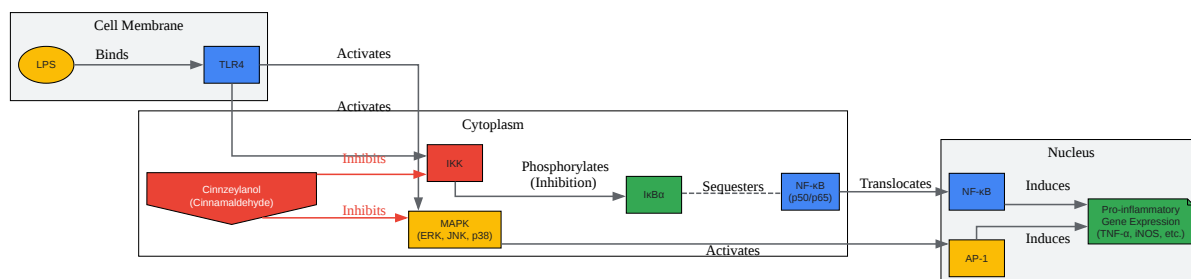 Cell Membrane
LPS
Binds
TLR4
Activates
Activates
Cytoplasm
Inhibits
IKK
Cinnzeylanol
(Cinnamaldehyde)
Inhibits
MAPK
(ERK, JNK, p38)
Phosphorylates
(Inhibition)
IκBα
Sequesters
NF-κB
(p50/p65)
Translocates
Activates
Nucleus
NF-κB
Induces
Pro-inflammatory
Gene Expression
(TNF-α, iNOS, etc.)
Induces
AP-1